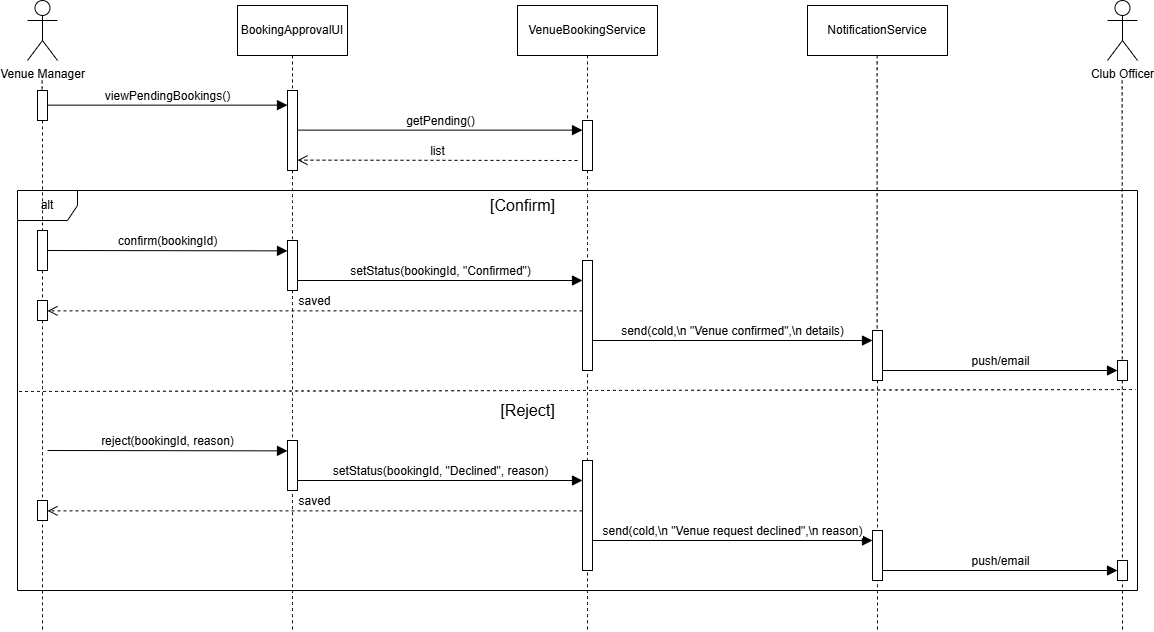 BookingApprovalUI
VenueBookingService
NotificationService
Venue Manager
Club Officer
viewPendingBookings()
getPending()
list
alt
[Confirm]
confirm(bookingId)
setStatus(bookingId, "Confirmed")
saved
send(cold,\n "Venue confirmed",\n details)
push/email
[Reject]
reject(bookingId, reason)
setStatus(bookingId, "Declined", reason)
saved
send(cold,\n "Venue request declined",\n reason)
push/email